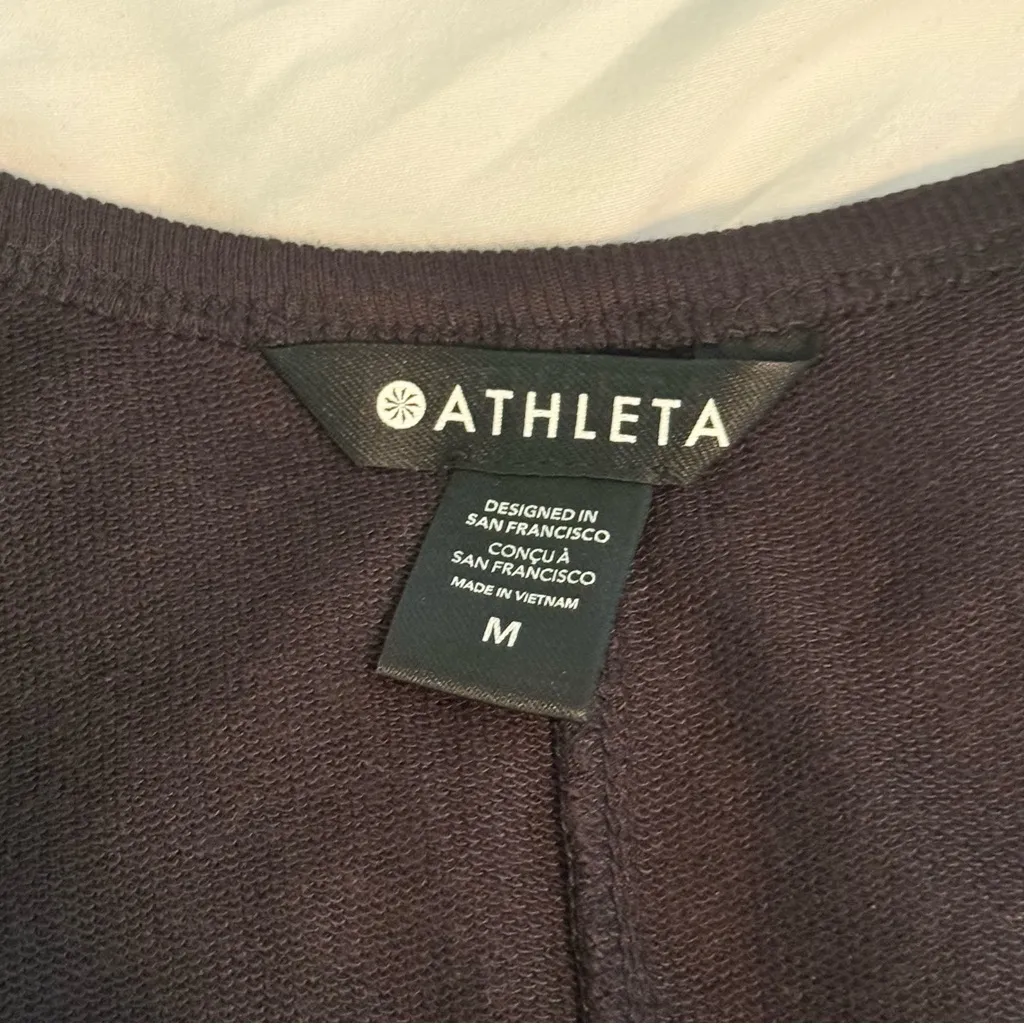 ATHLETA
DESIGNED IN
SAN FRANCISCO
CONÇU À
SAN FRANCISCO
MADE IN VIETNAM
M